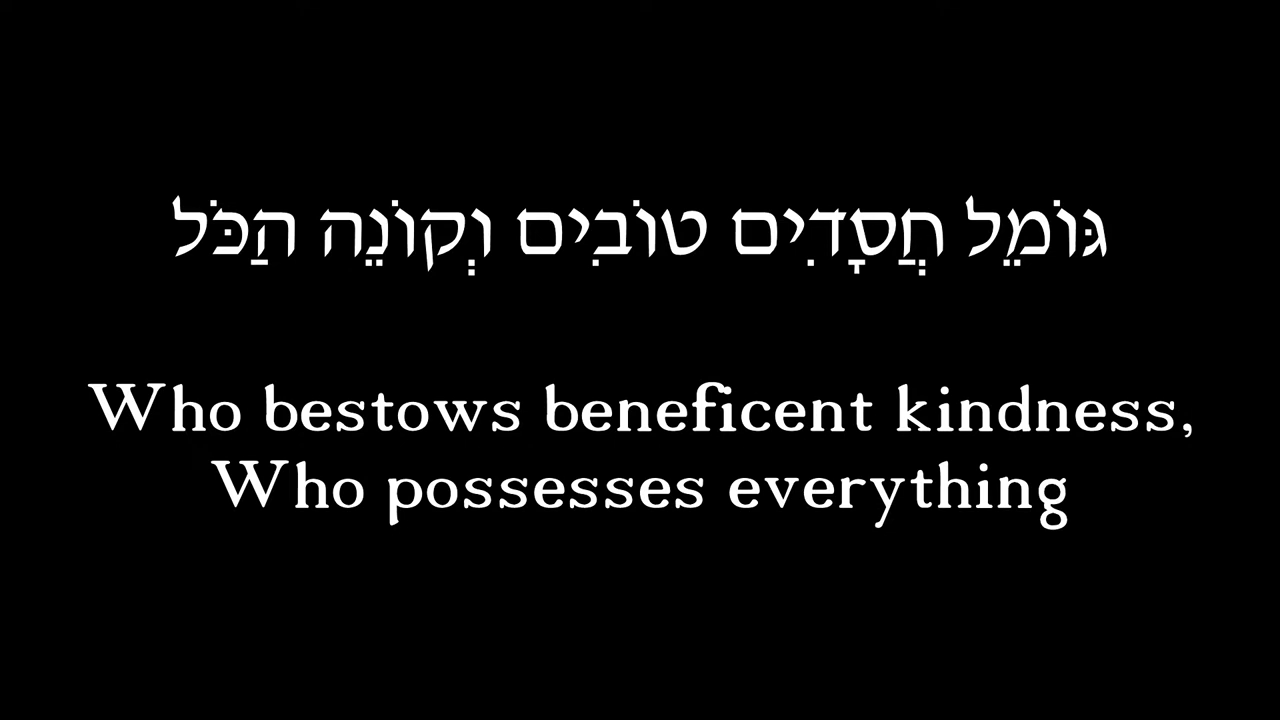 גּוֹמֵל חֲסָדִים טוֹבִים וְקוֹנֵה הַכֹּל
Who bestows beneficent kindness,
Who possesses everything